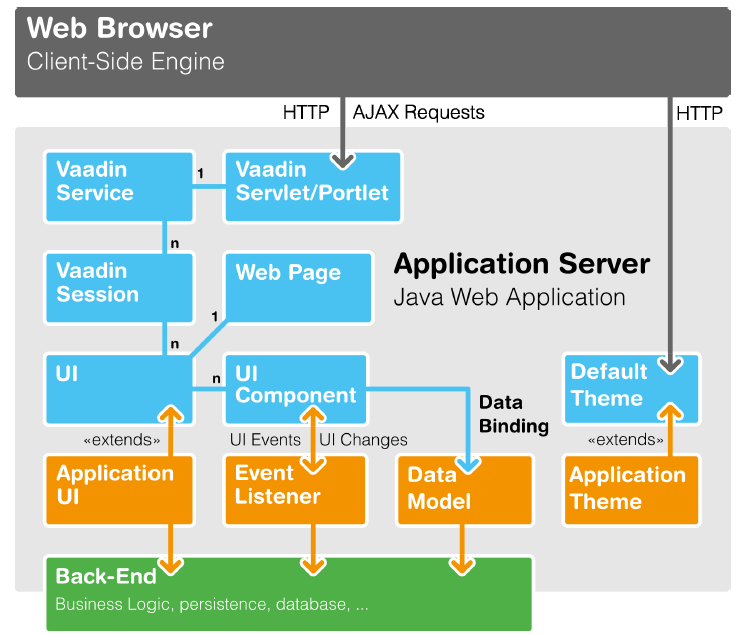 Web Browser
Client-Side Engine
HTTP
AJAX Requests
HTTP
Vaadin
Service
1
Vaadin
Servlet/Portlet
n
Vaadin
Session
Web Page
Application Server
Java Web Application
1
n
UI
n
UI
Component
Data
Binding
Default
Theme
«extends»
UI Events
UI Changes
«extends»
Application
UI
Event
Listener
Data
Model
Application
Theme
Back-End
Business Logic, persistence, database, ...